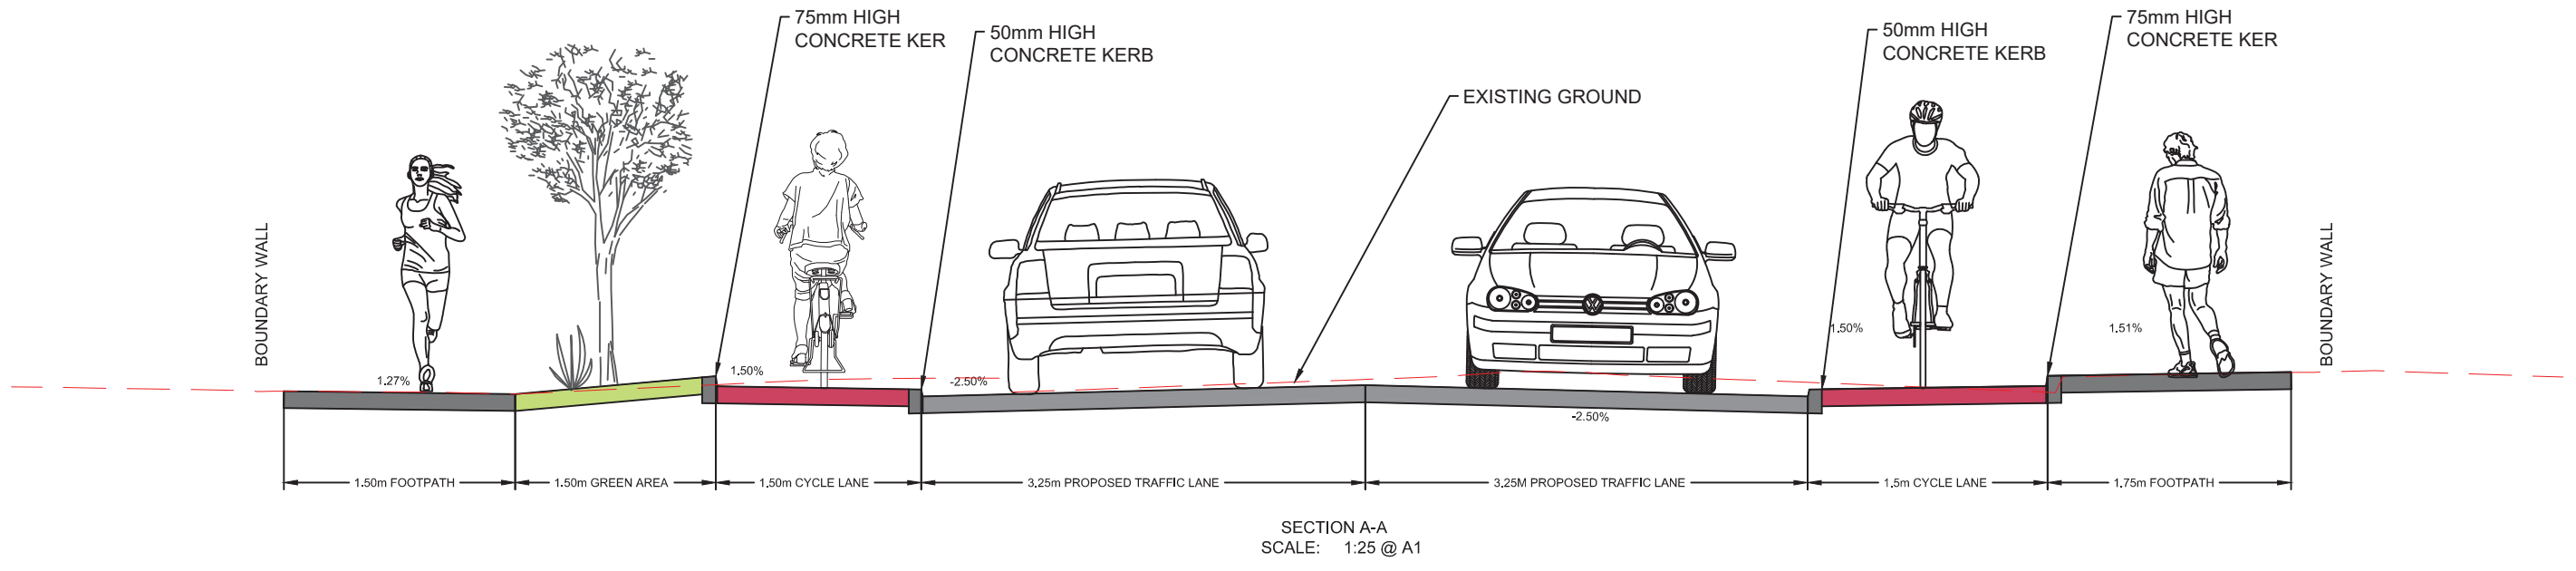 75mm HIGH
CONCRETE KER
50mm HIGH
CONCRETE KERB
EXISTING GROUND
50mm HIGH
CONCRETE KERB
75mm HIGH
CONCRETE KER
BOUNDARY WALL
BOUNDARY WALL
1.27%
1.50%
-2.50%
-2.50%
1.50%
1.51%
1.50m FOOTPATH
1.50m GREEN AREA
1.50m CYCLE LANE
3.25m PROPOSED TRAFFIC LANE
3.25M PROPOSED TRAFFIC LANE
1.5m CYCLE LANE
1.75m FOOTPATH
SECTION A-A
SCALE: 1:25 @ A1